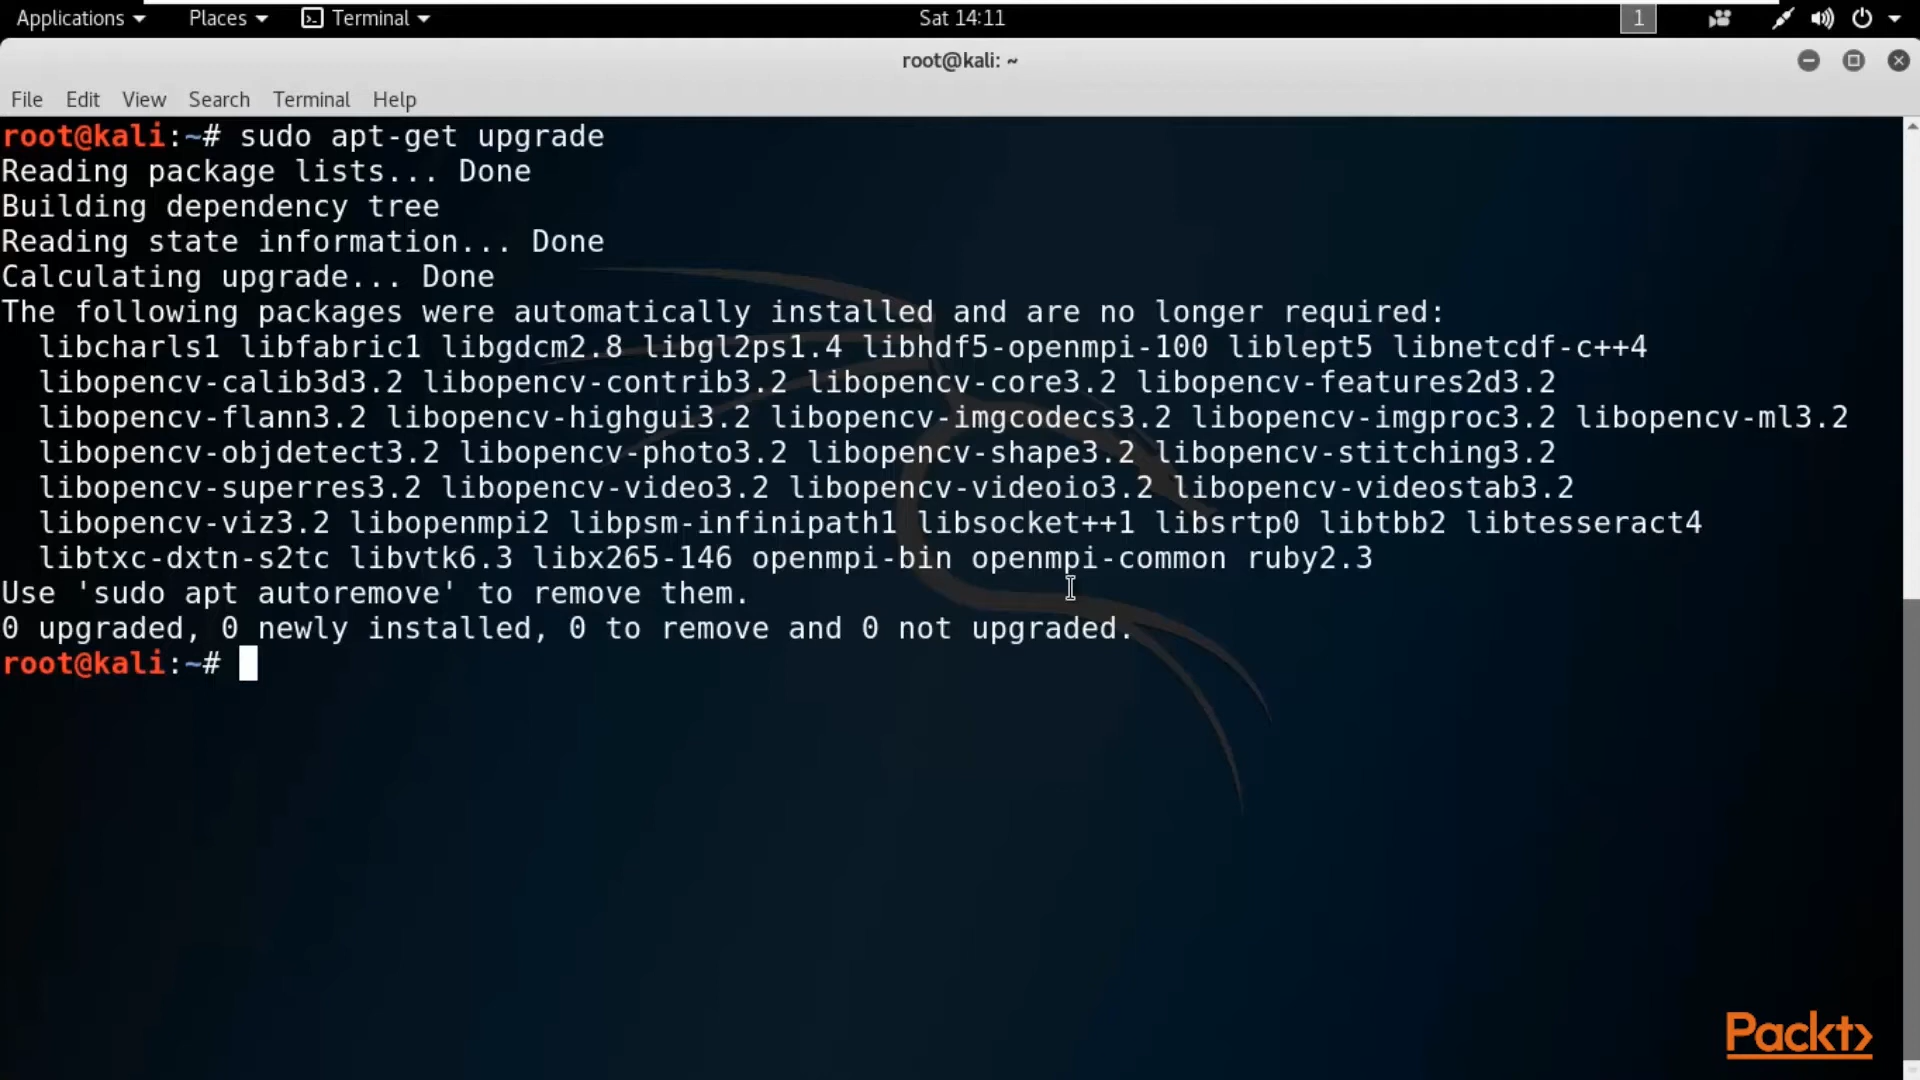 Applications Places Terminal Sat 14:11 1
root@kali: ~
File Edit View Search Terminal Help
root@kali:~# sudo apt-get upgrade
Reading package lists... Done
Building dependency tree
Reading state information... Done
Calculating upgrade... Done
The following packages were automatically installed and are no longer required:
libcharls1 libfabric1 libgdcm2.8 libgl2ps1.4 libhdf5-openmpi-100 liblept5 libnetcdf-c++4
libopencv-calib3d3.2 libopencv-contrib3.2 libopencv-core3.2 libopencv-features2d3.2
libopencv-flann3.2 libopencv-highgui3.2 libopencv-imgcodecs3.2 libopencv-imgproc3.2 libopencv-ml3.2
libopencv-objdetect3.2 libopencv-photo3.2 libopencv-shape3.2 libopencv-stitching3.2
libopencv-superres3.2 libopencv-video3.2 libopencv-videoio3.2 libopencv-videostab3.2
libopencv-viz3.2 libopenmpi2 libpsm-infinipath1 libsocket++1 libsrtp0 libtbb2 libtesseract4
libtxc-dxtn-s2tc libvtk6.3 libx265-146 openmpi-bin openmpi-common ruby2.3
Use 'sudo apt autoremove' to remove them.
0 upgraded, 0 newly installed, 0 to remove and 0 not upgraded.
root@kali:~#
Packt>